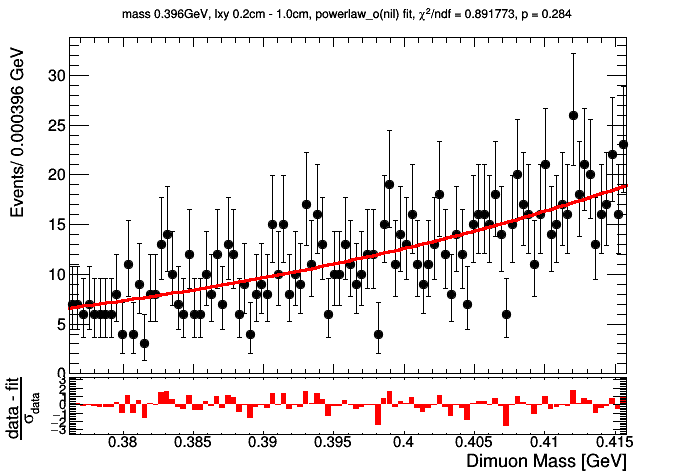 mass 0.396GeV, lxy 0.2cm - 1.0cm, powerlaw_o(nil) fit, χ²/ndf = 0.891773, p = 0.284
Events/ 0.000396 GeV
30
25
20
15
10
5
0
data - fit
σdata
3
2
0
−2
−3
0.38 0.385 0.39 0.395 0.4 0.405 0.41 0.415
Dimuon Mass [GeV]